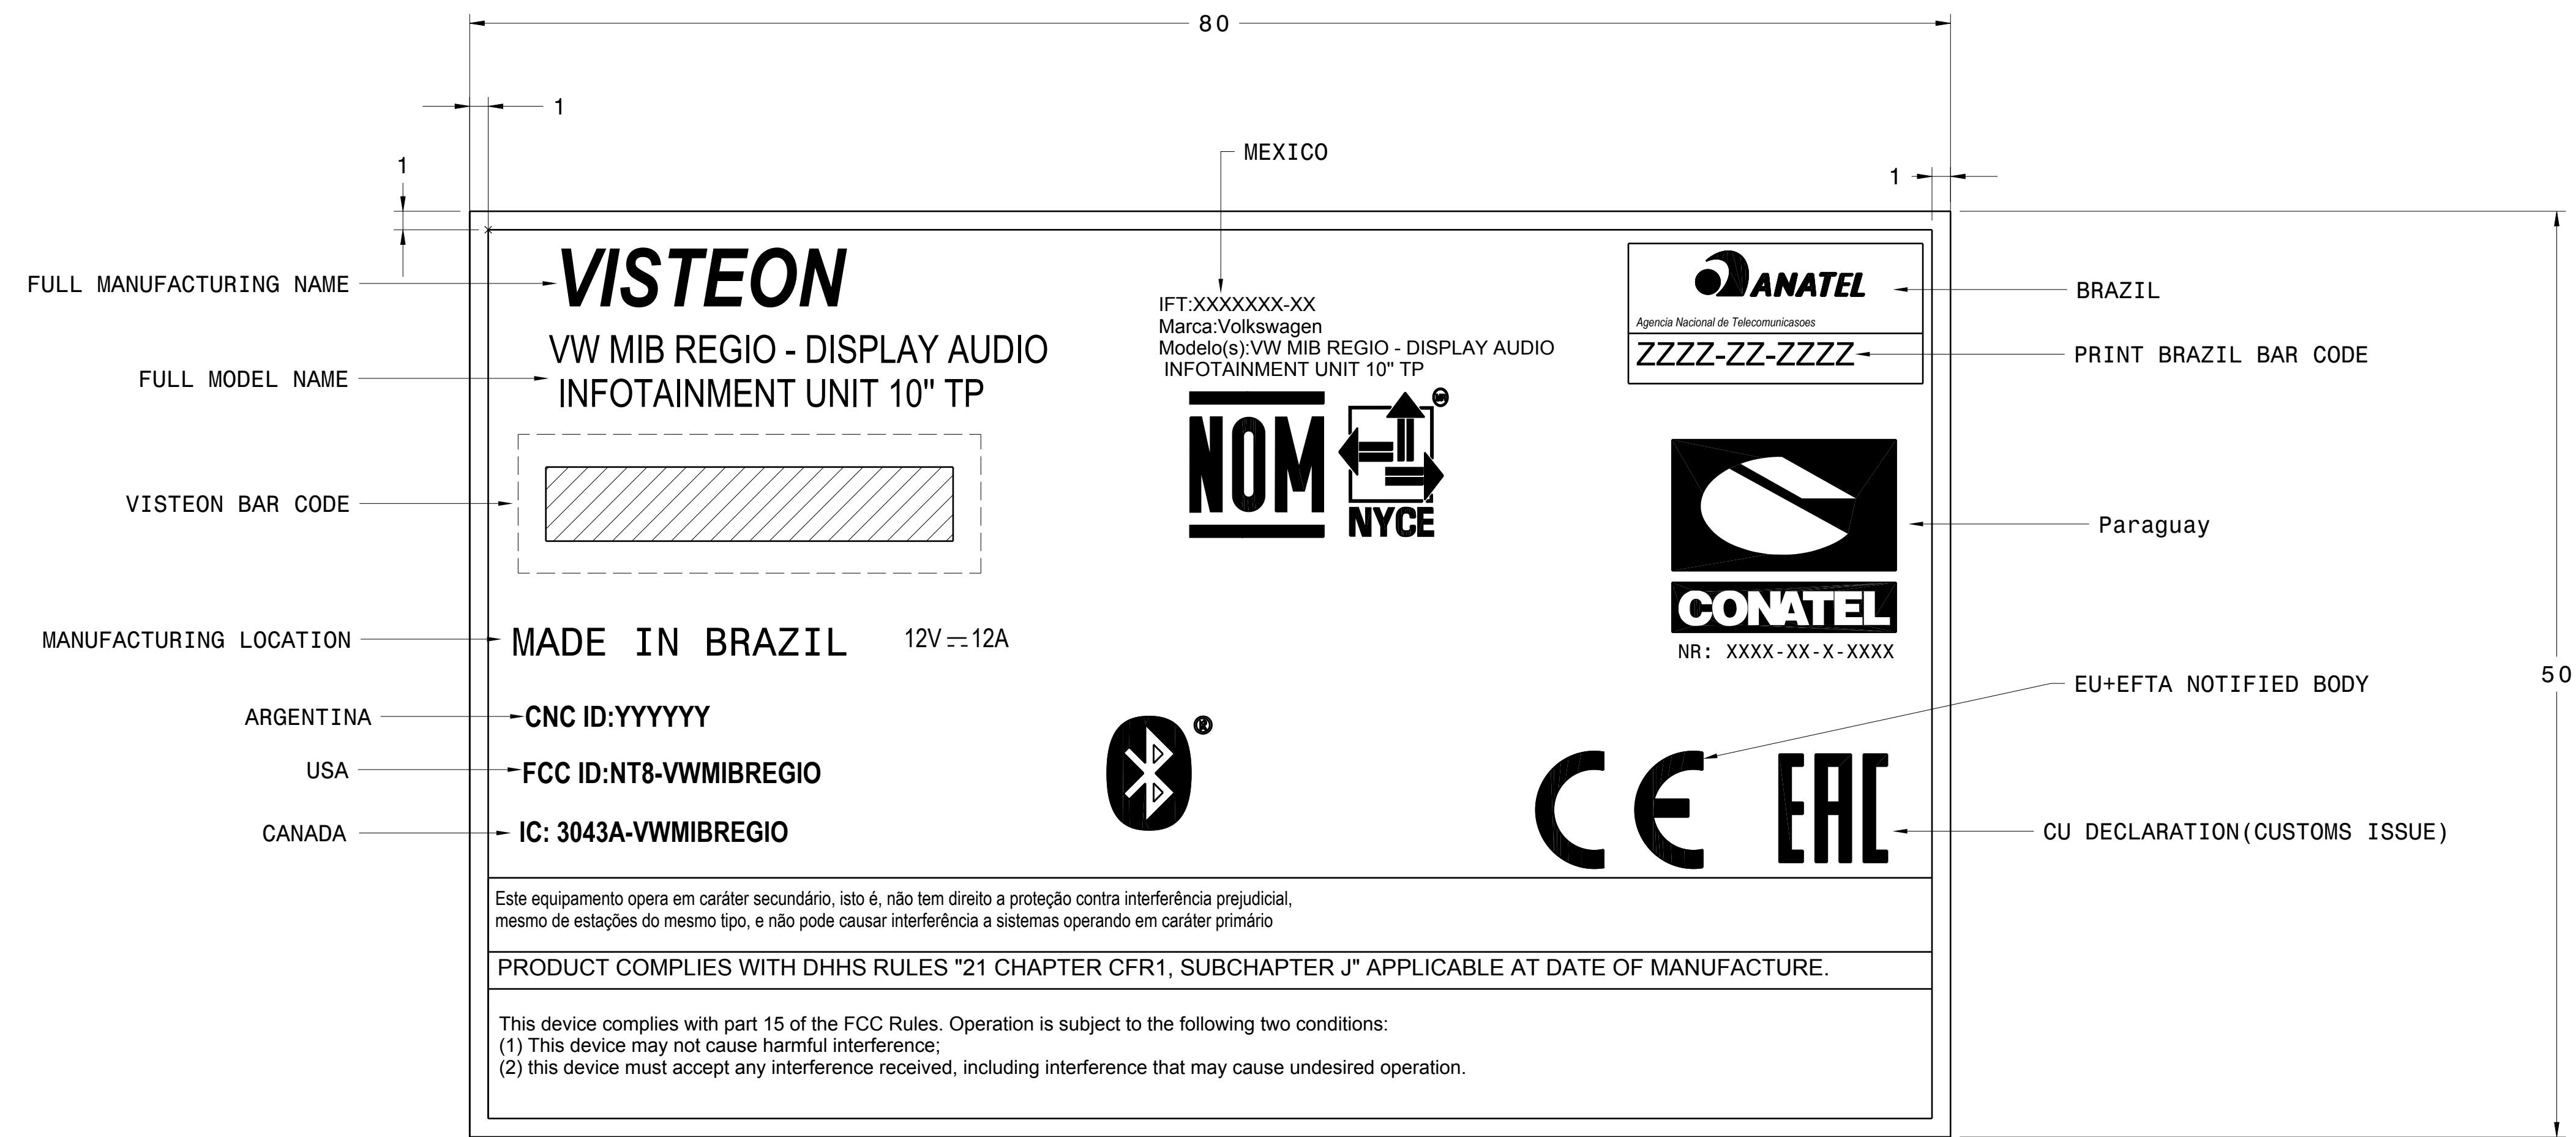 80
1
MEXICO
1
1
FULL MANUFACTURING NAME
VISTEON
IFT:XXXXXXX-XX
Marca:Volkswagen
Modelo(s):VW MIB REGIO - DISPLAY AUDIO
INFOTAINMENT UNIT 10" TP
ANATEL
Agencia Nacional de Telecomunicasoes
BRAZIL
ZZZZ-ZZ-ZZZZ
PRINT BRAZIL BAR CODE
FULL MODEL NAME
VW MIB REGIO - DISPLAY AUDIO
INFOTAINMENT UNIT 10" TP
NOM
NYCE
VISTEON BAR CODE
Paraguay
CONATEL
NR: XXXX-XX-X-XXXX
MANUFACTURING LOCATION
MADE IN BRAZIL
12V ⎓ 12A
50
EU+EFTA NOTIFIED BODY
ARGENTINA
CNC ID:YYYYYY
®
USA
FCC ID:NT8-VWMIBREGIO
CE
EAC
CANADA
IC: 3043A-VWMIBREGIO
CU DECLARATION(CUSTOMS ISSUE)
Este equipamento opera em caráter secundário, isto é, não tem direito a proteção contra interferência prejudicial,
mesmo de estações do mesmo tipo, e não pode causar interferência a sistemas operando em caráter primário
PRODUCT COMPLIES WITH DHHS RULES "21 CHAPTER CFR1, SUBCHAPTER J" APPLICABLE AT DATE OF MANUFACTURE.
This device complies with part 15 of the FCC Rules. Operation is subject to the following two conditions:
(1) This device may not cause harmful interference;
(2) this device must accept any interference received, including interference that may cause undesired operation.